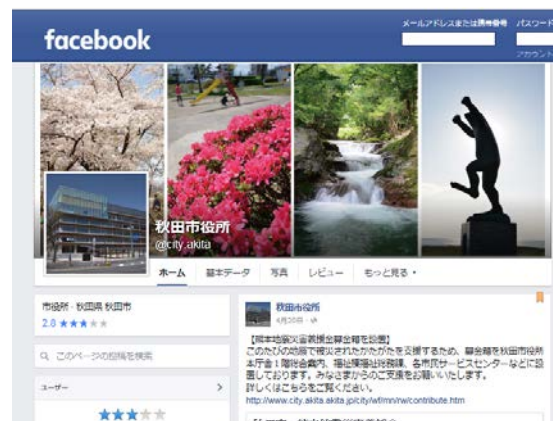 facebook
メールアドレスまたは携帯番号 パスワード
アカウント
秋田市役所
@city.akita
ホーム 基本データ 写真 レビュー もっと見る
市役所・秋田県 秋田市
2.8 ★★★★★
このページの投稿を検索
ユーザー
★★★★★
秋田市役所
4月20日
【熊本地震災害義援金募金箱を設置】
このたびの地震で被災されたかたがたを支援するため、募金箱を秋田市役所
本庁舎1階総合案内、福祉保健部福祉総務課、各市民サービスセンターなどに設
置しております。みなさまからのご支援をお願いいたします。
詳しくはこちらをご覧ください。
http://www.city.akita.akita.jp/city/wf/mn/rw/contribute.htm